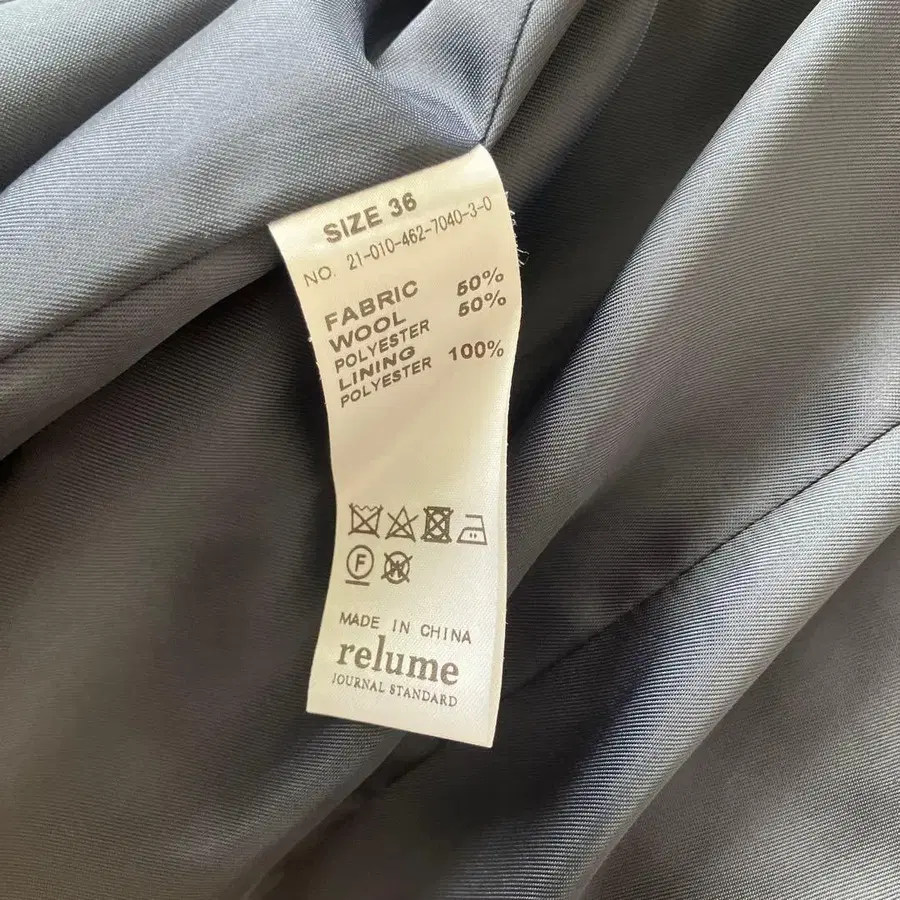 SIZE 36
NO. 21-010-462-7040-3-0
FABRIC
WOOL 50%
POLYESTER 50%
LINING
POLYESTER 100%
F W
MADE IN CHINA
relume
JOURNAL STANDARD